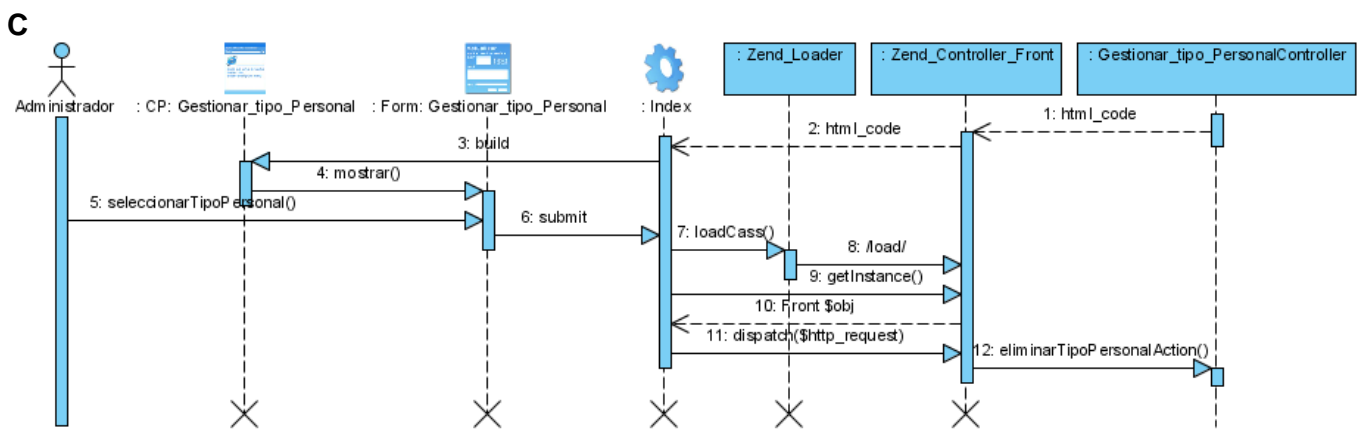 C
: Zend_Loader
: Zend_Controller_Front
: Gestionar_tipo_PersonalController
Administrador
: CP: Gestionar_tipo_Personal
: Form: Gestionar_tipo_Personal
: Index
1: html_code
2: html_code
3: build
4: mostrar()
5: seleccionarTipoPersonal()
6: submit
7: loadCass()
8: /load/
9: getInstance()
10: Front $obj
11: dispatch($http_request)
12: eliminarTipoPersonalAction()